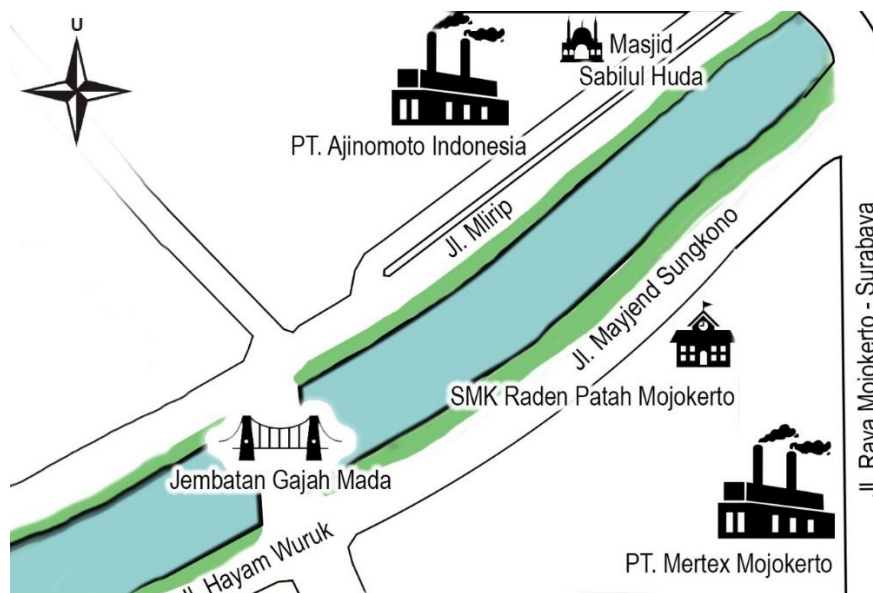 U
Masjid
Sabilul Huda
PT. Ajinomoto Indonesia
Jl. Mlirip
Jl. Mayjend Sungkono
Jl. Raya Mojokerto - Surabaya
SMK Raden Patah Mojokerto
Jembatan Gajah Mada
Jl. Hayam Wuruk
PT. Mertex Mojokerto